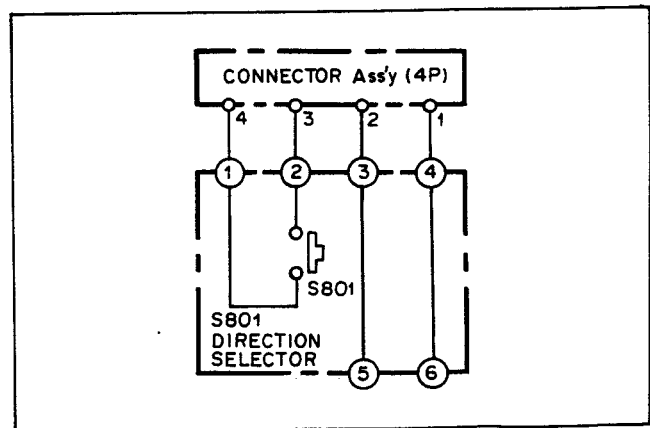 CONNECTOR Ass'y (4P)
4 3 2 1
1 2 3 4
S801
S801
DIRECTION
SELECTOR
5 6